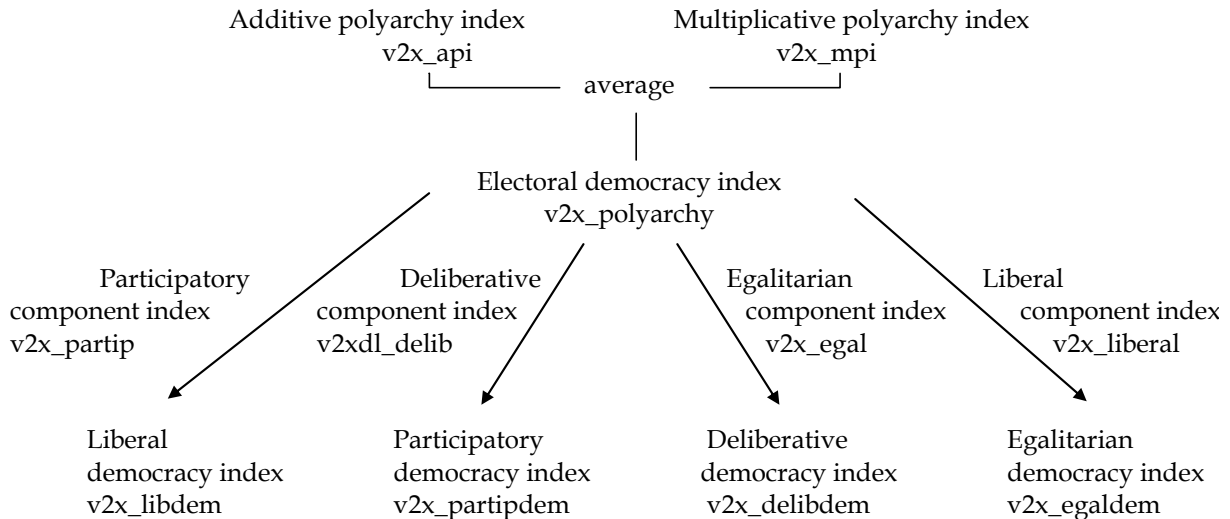 Additive polyarchy index
v2x_api
Multiplicative polyarchy index
v2x_mpi
average
Electoral democracy index
v2x_polyarchy
Participatory
component index
v2x_partip
Deliberative
component index
v2xdl_delib
Egalitarian
component index
v2x_egal
Liberal
component index
v2x_liberal
Liberal
democracy index
v2x_libdem
Participatory
democracy index
v2x_partipdem
Deliberative
democracy index
v2x_delibdem
Egalitarian
democracy index
v2x_egaldem